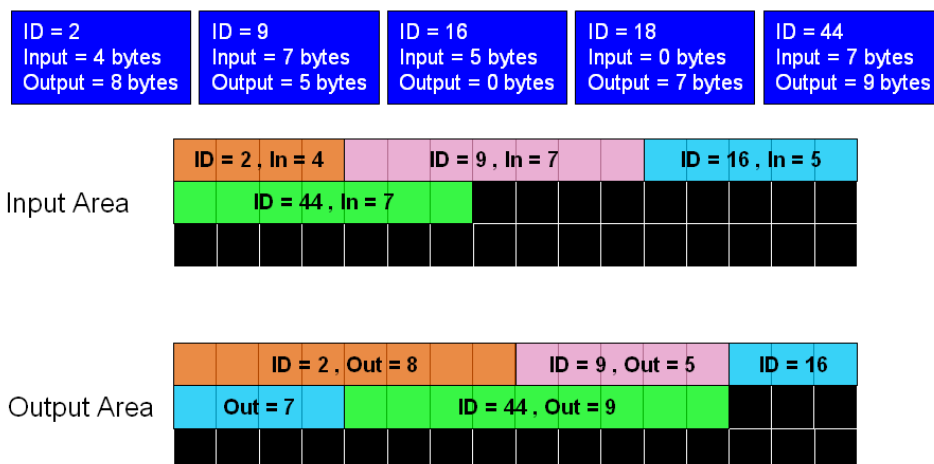 ID = 2
Input = 4 bytes
Output = 8 bytes
ID = 9
Input = 7 bytes
Output = 5 bytes
ID = 16
Input = 5 bytes
Output = 0 bytes
ID = 18
Input = 0 bytes
Output = 7 bytes
ID = 44
Input = 7 bytes
Output = 9 bytes
Input Area
ID = 2 , In = 4 ID = 9 , In = 7 ID = 16 , In = 5
ID = 44 , In = 7
Output Area
ID = 2 , Out = 8 ID = 9 , Out = 5 ID = 16
Out = 7 ID = 44 , Out = 9